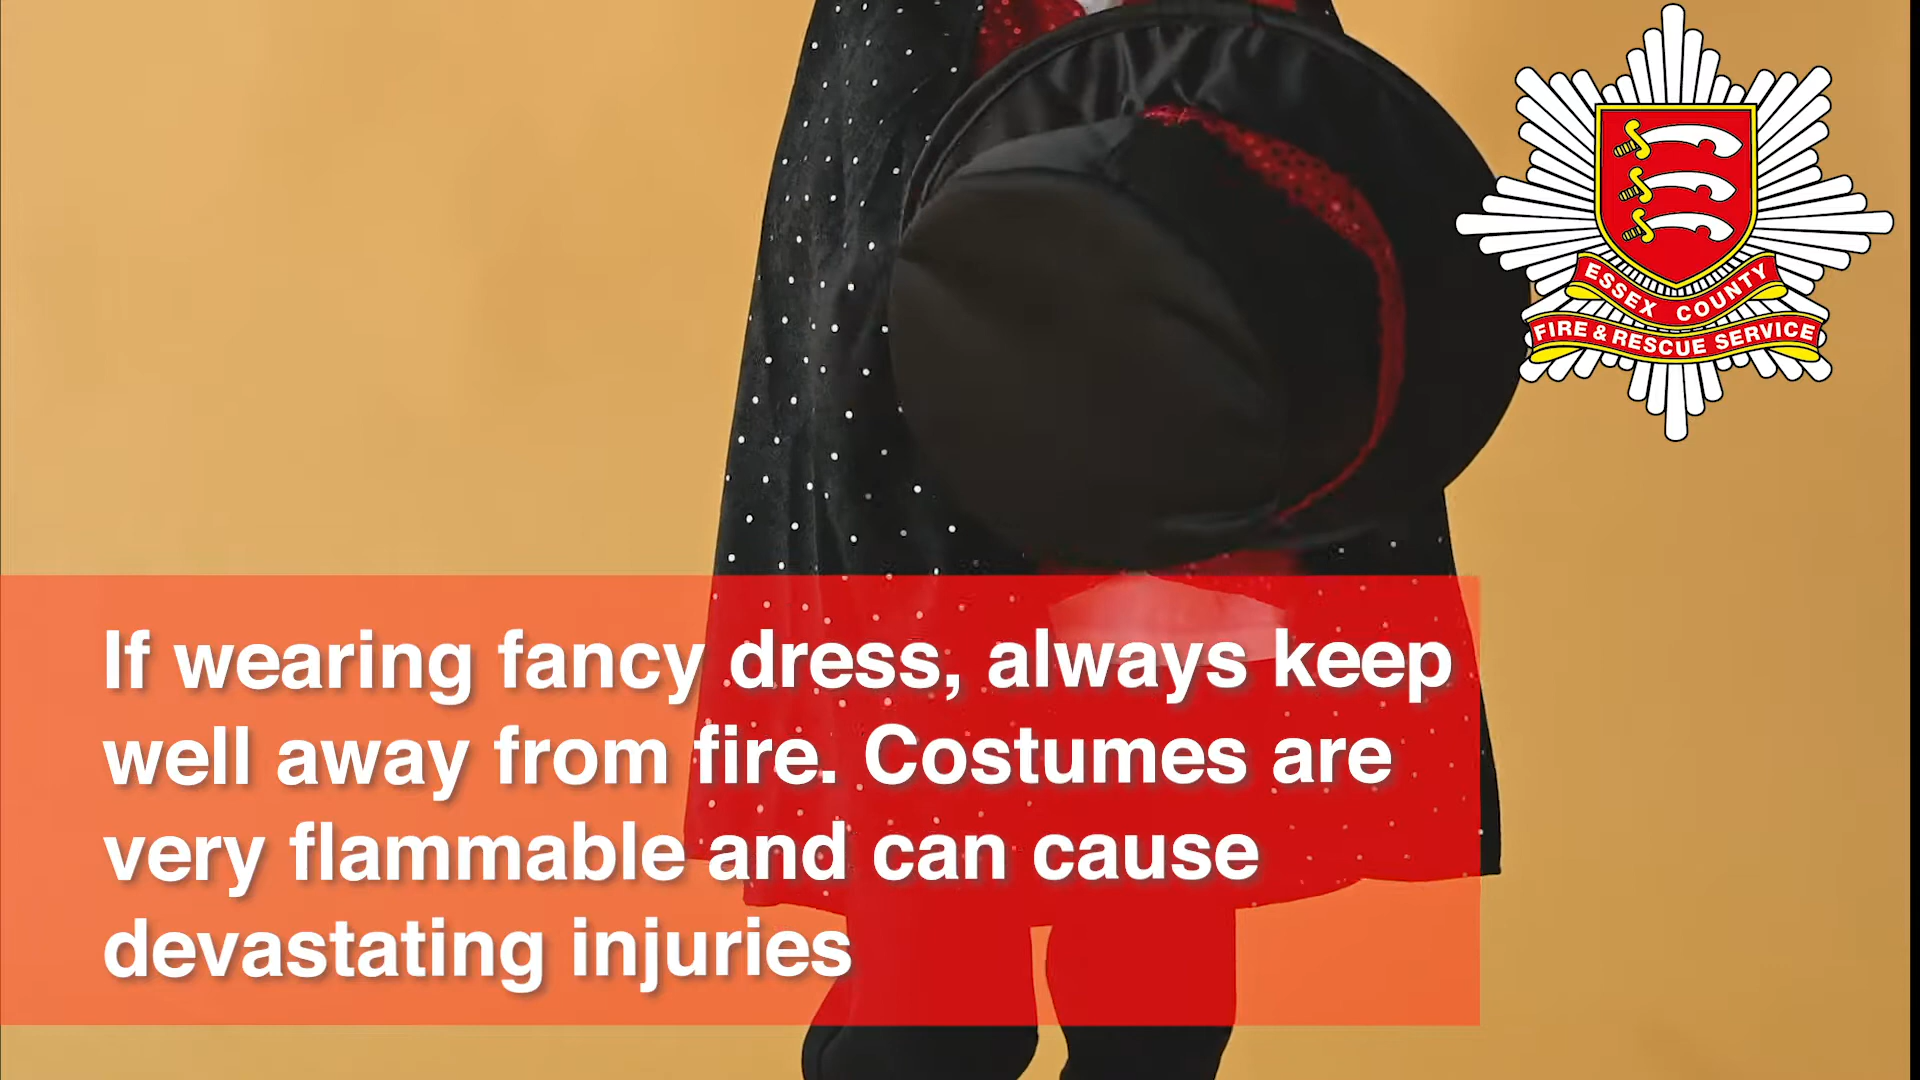 ESSEX COUNTY
FIRE & RESCUE SERVICE
If wearing fancy dress, always keep
well away from fire. Costumes are
very flammable and can cause
devastating injuries